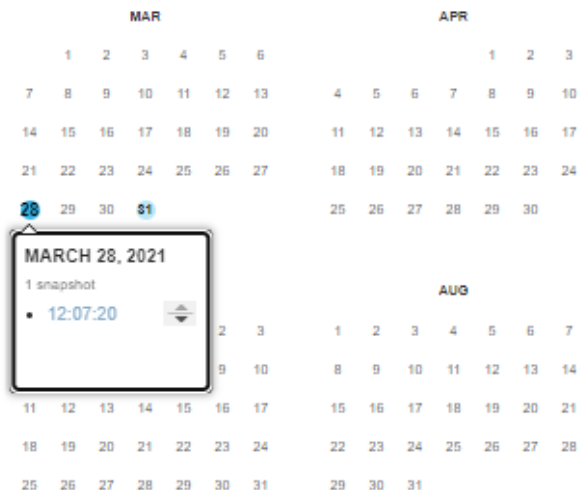 MAR
1 2 3 4 5 6
7 8 9 10 11 12 13
14 15 16 17 18 19 20
21 22 23 24 25 26 27
28 29 30 31
APR
1 2 3
4 5 6 7 8 9 10
11 12 13 14 15 16 17
18 19 20 21 22 23 24
25 26 27 28 29 30
MARCH 28, 2021
1 snapshot
• 12:07:20
2 3
9 10
11 12 13 14 15 16 17
18 19 20 21 22 23 24
25 26 27 28 29 30 31
AUG
1 2 3 4 5 6 7
8 9 10 11 12 13 14
15 16 17 18 19 20 21
22 23 24 25 26 27 28
29 30 31